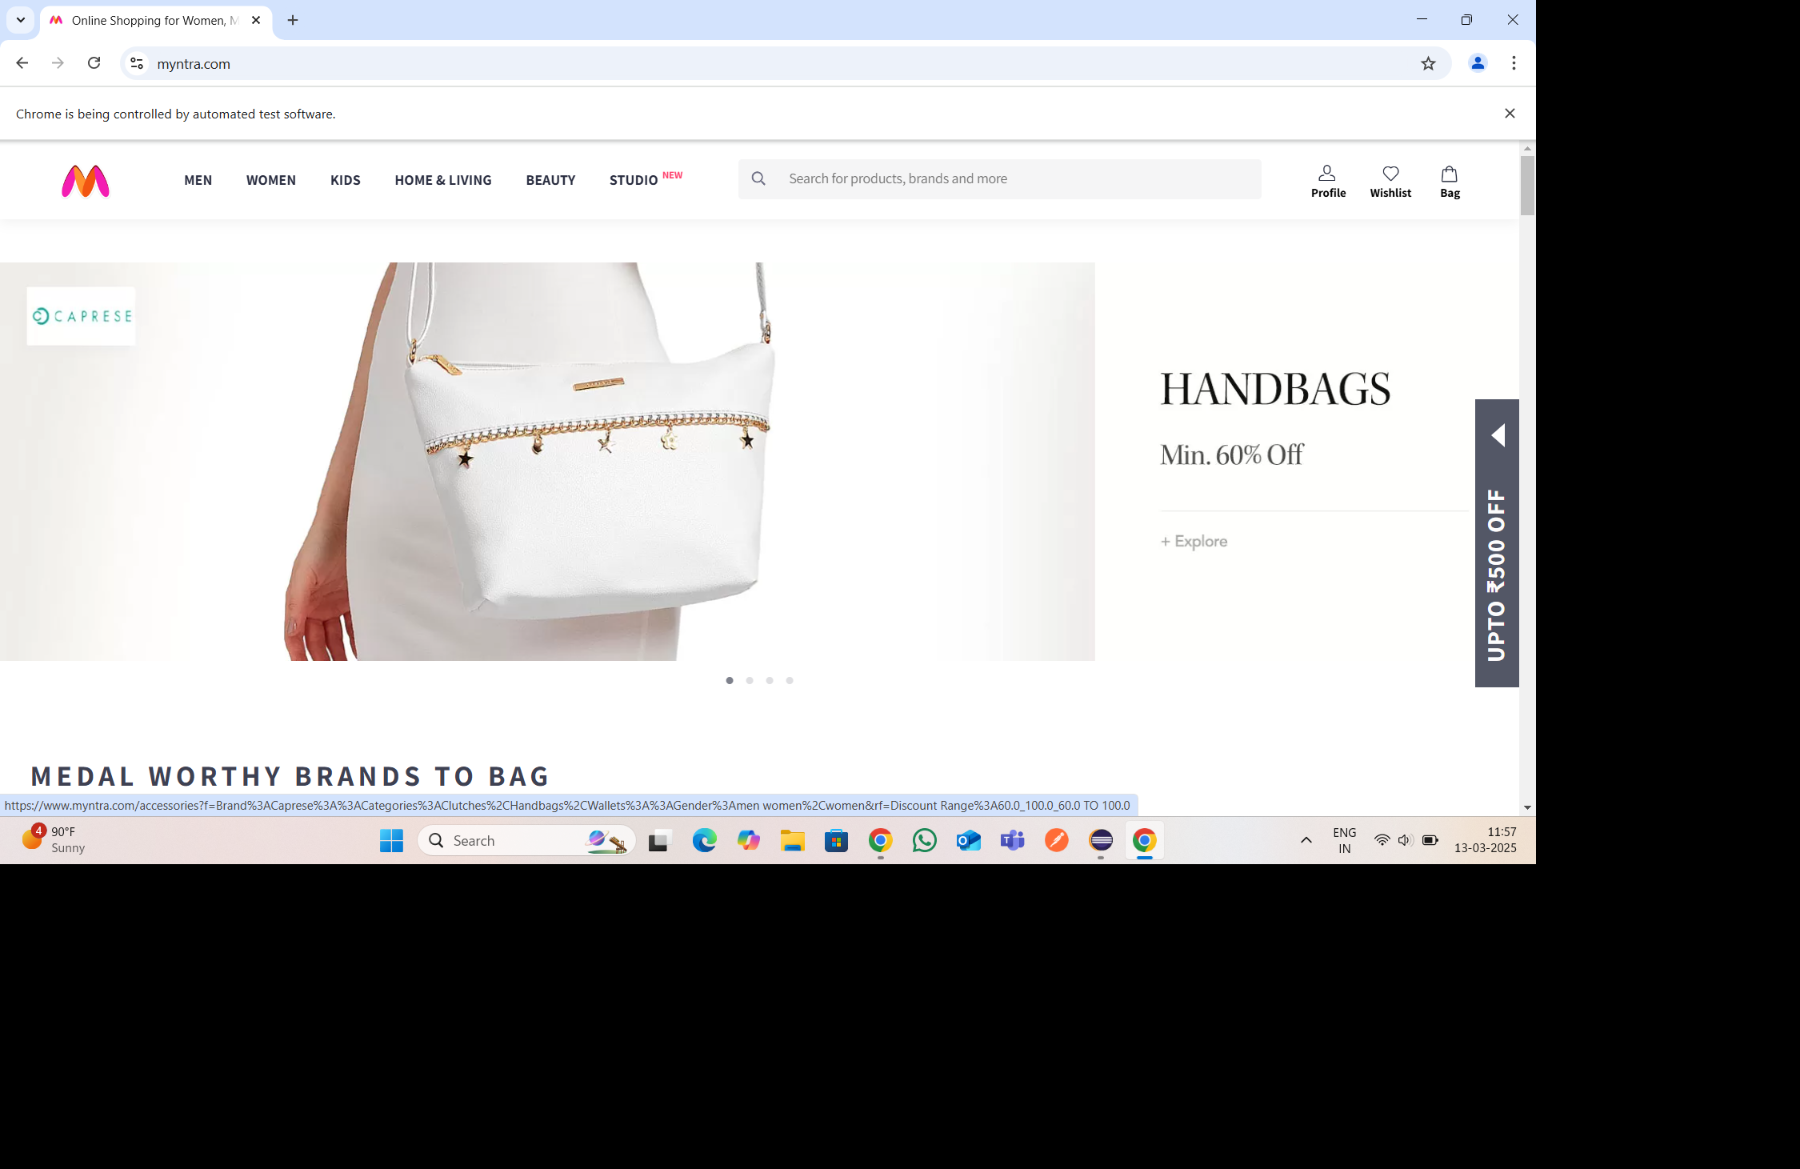 Online Shopping for Women, M
myntra.com
Chrome is being controlled by automated test software.
MEN WOMEN KIDS HOME & LIVING BEAUTY STUDIO NEW
Search for products, brands and more
Profile Wishlist Bag
CAPRESE
HANDBAGS
Min. 60% Off
+ Explore
UPTO ₹500 OFF
MEDAL WORTHY BRANDS TO BAG
https://www.myntra.com/accessories?f=Brand%3ACaprese%3A%3ACategories%3AClutches%2CHandbags%2CWallets%3A%3AGender%3Amen women%2Cwomen&rf=Discount Range%3A60.0_100.0_60.0 TO 100.0
4
90°F
Sunny
Search
ENG
IN
11:57
13-03-2025